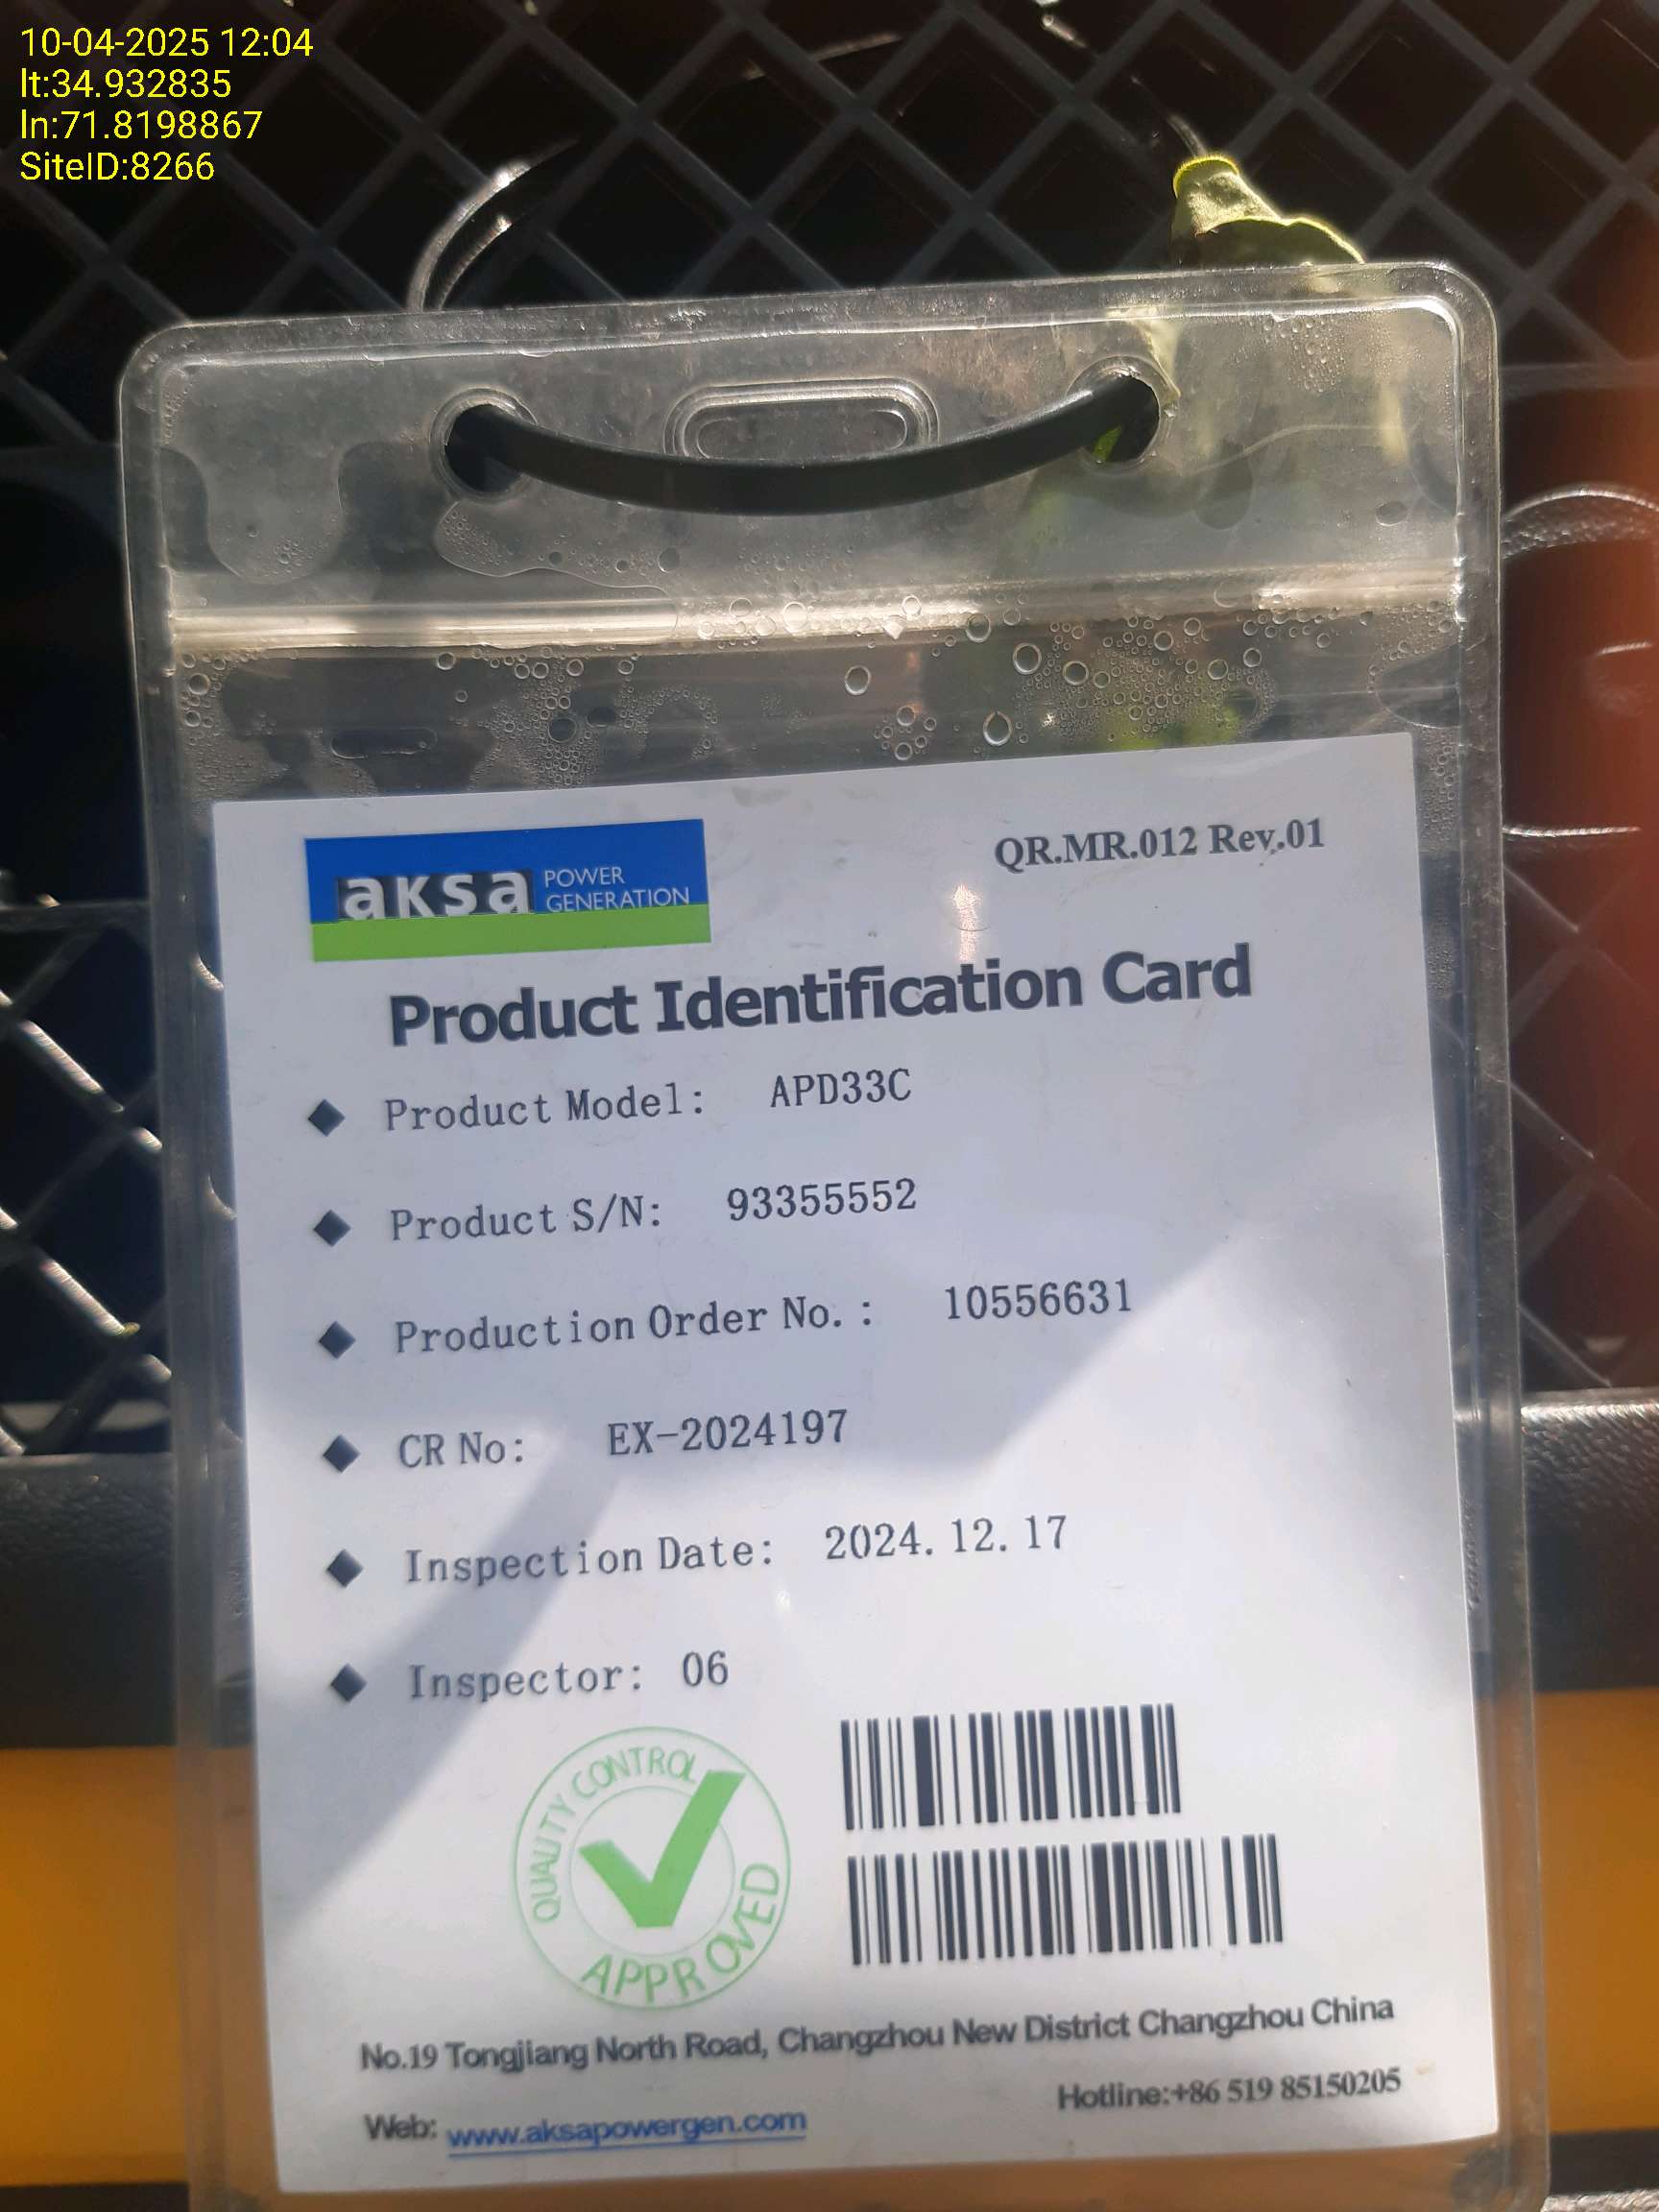 10-04-2025 12:04
lt:34.932835
ln:71.8198867
SiteID:8266
aksa POWER GENERATION
QR.MR.012 Rev.01
Product Identification Card
Product Model: APD33C
Product S/N: 93355552
Production Order No.: 10556631
CR No: EX-2024197
Inspection Date: 2024.12.17
Inspector: 06
QUALITY CONTROL
APPROVED
No.19 Tongjiang North Road, Changzhou New District Changzhou China
Hotline:+86 519 85150205
Web: www.aksapowergen.com